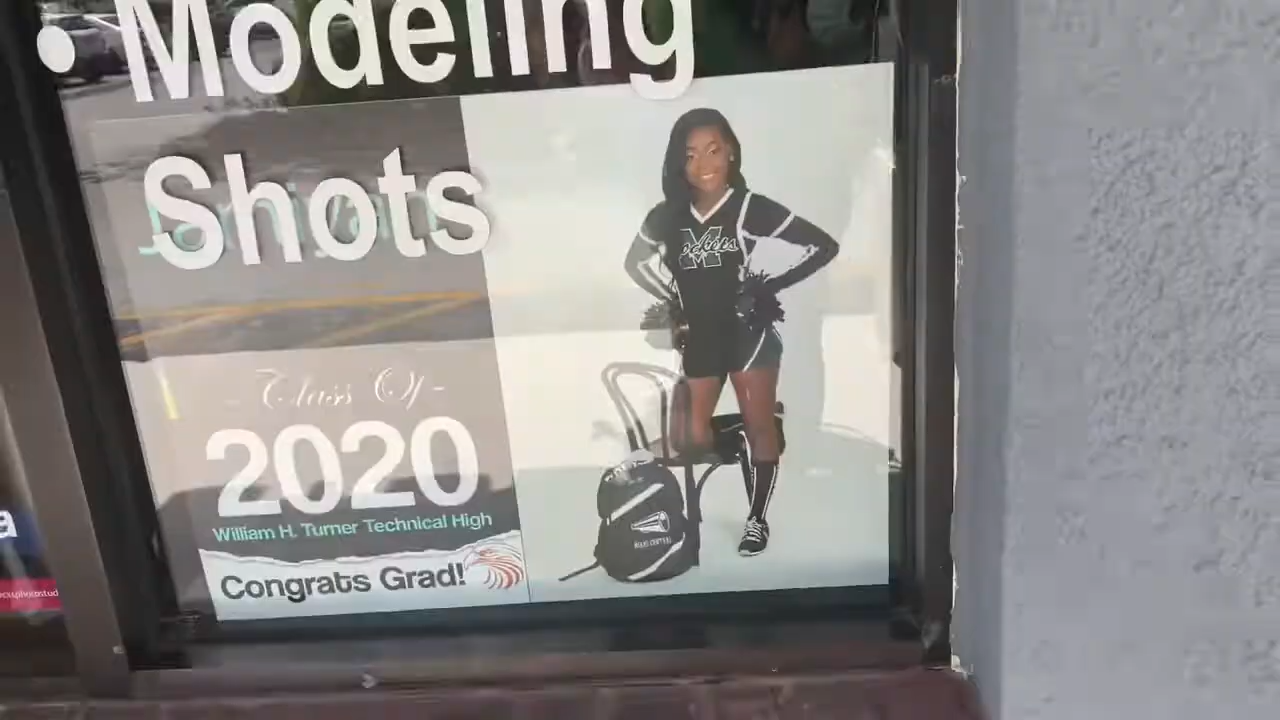 • Modeling
Shots
- Class Of -
2020
William H. Turner Technical High
Congrats Grad!
M
a